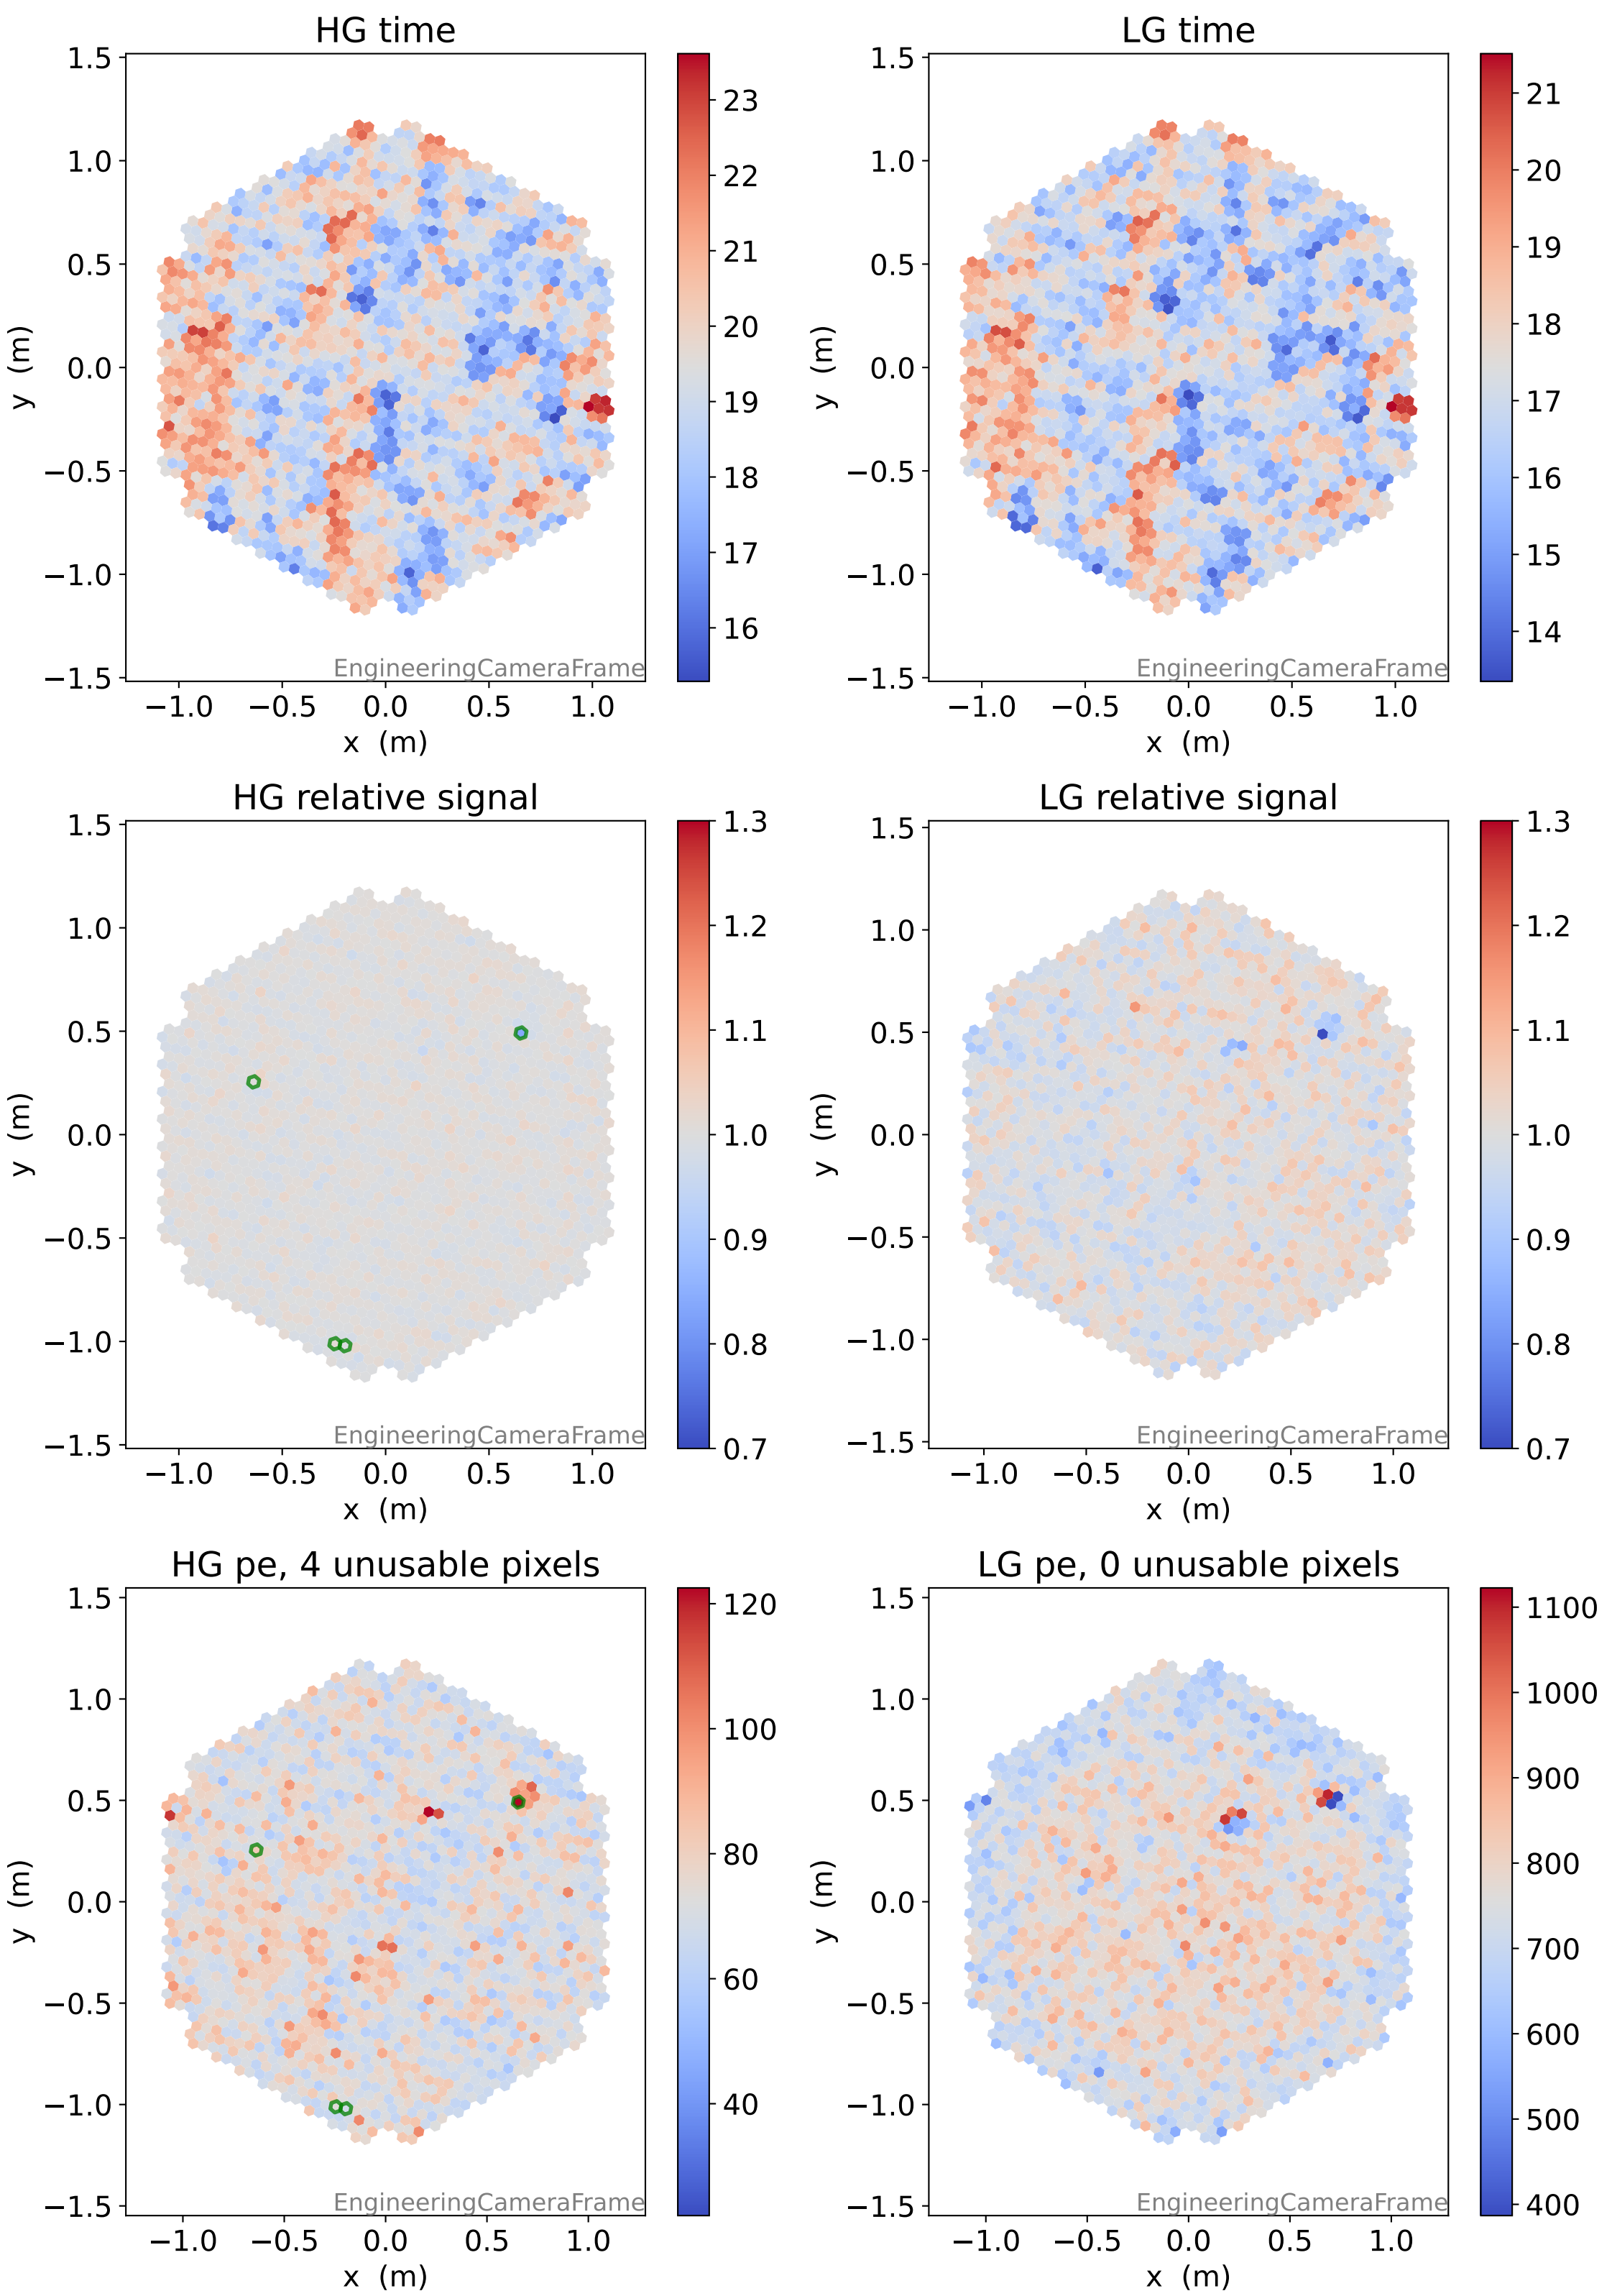 HG time
1.5
1.0
0.5
0.0
−0.5
−1.0
−1.5
y (m)
−1.0 −0.5 0.0 0.5 1.0
x (m)
EngineeringCameraFrame
23
22
21
20
19
18
17
16
LG time
1.5
1.0
0.5
0.0
−0.5
−1.0
−1.5
y (m)
−1.0 −0.5 0.0 0.5 1.0
x (m)
EngineeringCameraFrame
21
20
19
18
17
16
15
14
HG relative signal
1.5
1.0
0.5
0.0
−0.5
−1.0
−1.5
y (m)
−1.0 −0.5 0.0 0.5 1.0
x (m)
EngineeringCameraFrame
1.3
1.2
1.1
1.0
0.9
0.8
0.7
LG relative signal
1.5
1.0
0.5
0.0
−0.5
−1.0
−1.5
y (m)
−1.0 −0.5 0.0 0.5 1.0
x (m)
EngineeringCameraFrame
1.3
1.2
1.1
1.0
0.9
0.8
0.7
HG pe, 4 unusable pixels
1.5
1.0
0.5
0.0
−0.5
−1.0
−1.5
y (m)
−1.0 −0.5 0.0 0.5 1.0
x (m)
EngineeringCameraFrame
120
100
80
60
40
LG pe, 0 unusable pixels
1.5
1.0
0.5
0.0
−0.5
−1.0
−1.5
y (m)
−1.0 −0.5 0.0 0.5 1.0
x (m)
EngineeringCameraFrame
1100
1000
900
800
700
600
500
400